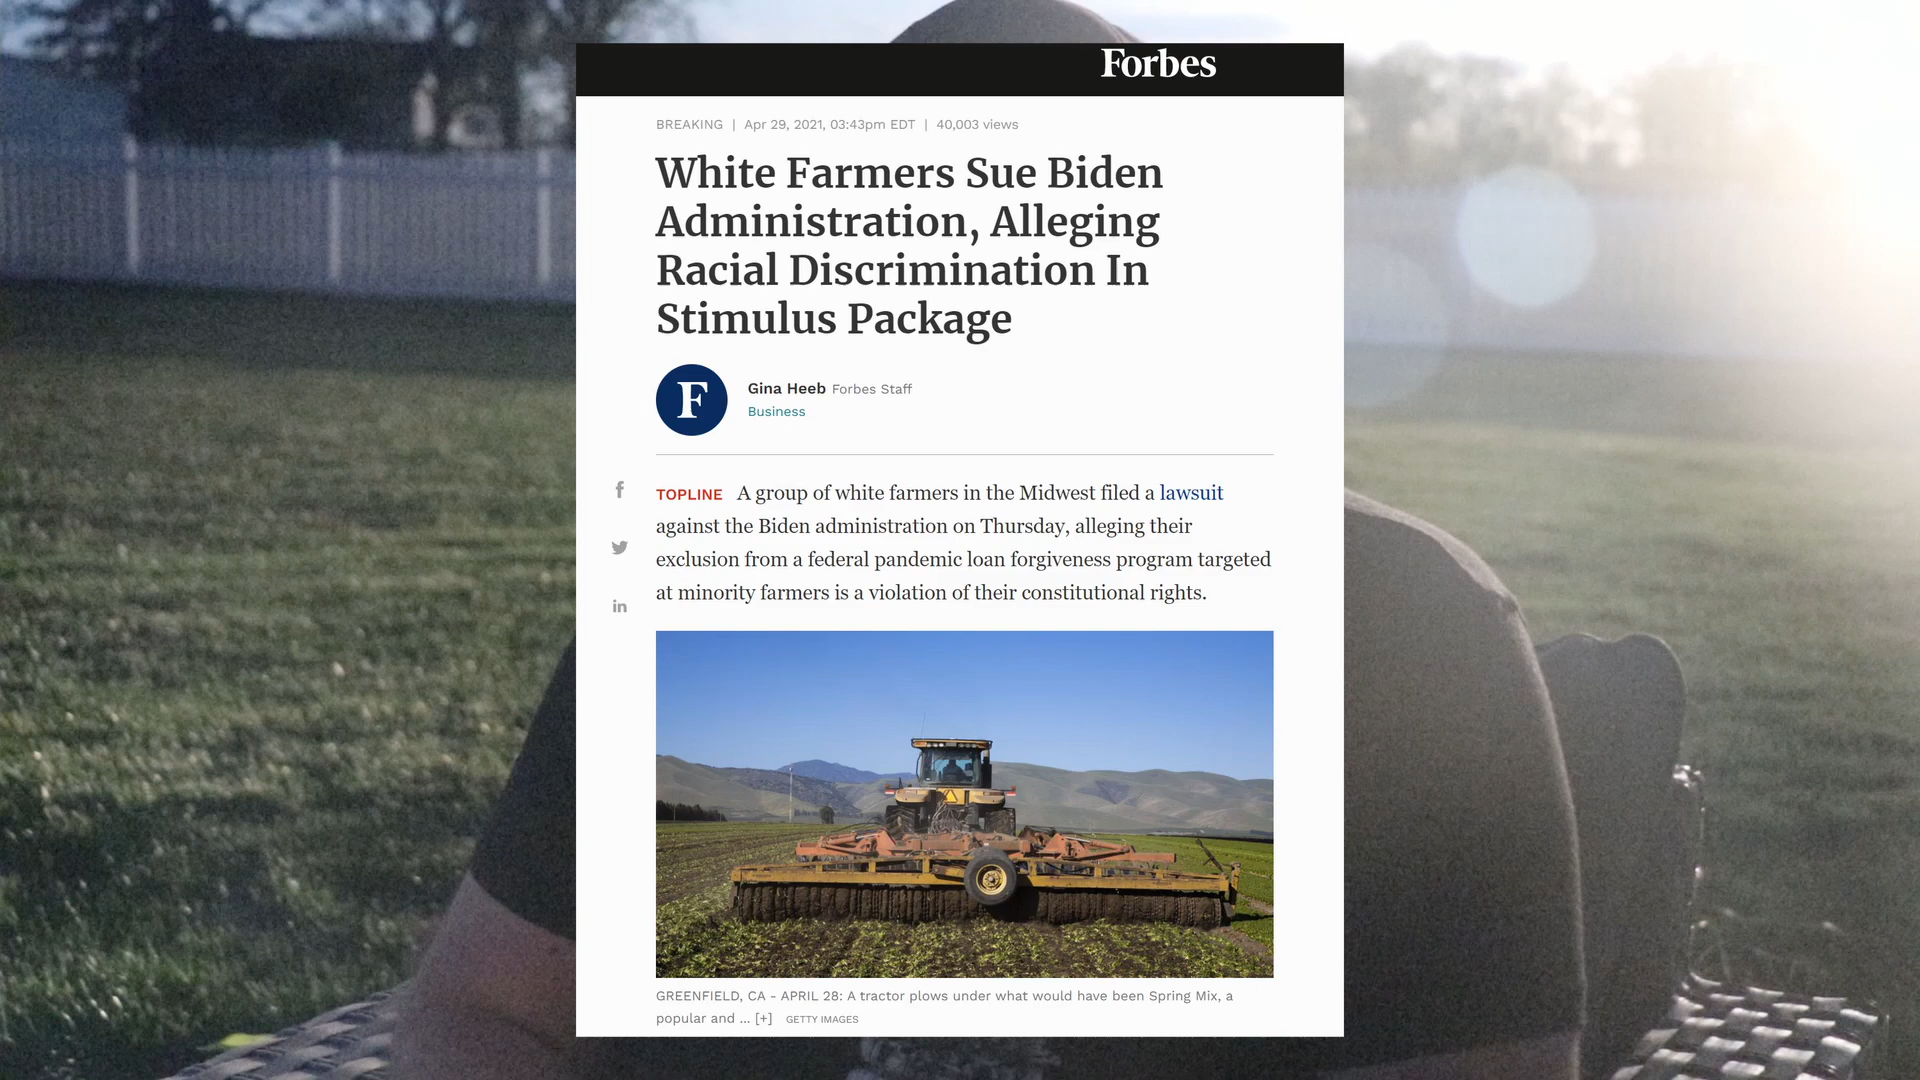 Forbes
BREAKING | Apr 29, 2021, 03:43pm EDT | 40,003 views
White Farmers Sue Biden
Administration, Alleging
Racial Discrimination In
Stimulus Package
F
Gina Heeb Forbes Staff
Business
TOPLINE A group of white farmers in the Midwest filed a lawsuit
against the Biden administration on Thursday, alleging their
exclusion from a federal pandemic loan forgiveness program targeted
at minority farmers is a violation of their constitutional rights.
GREENFIELD, CA - APRIL 28: A tractor plows under what would have been Spring Mix, a
popular and ... [+] GETTY IMAGES